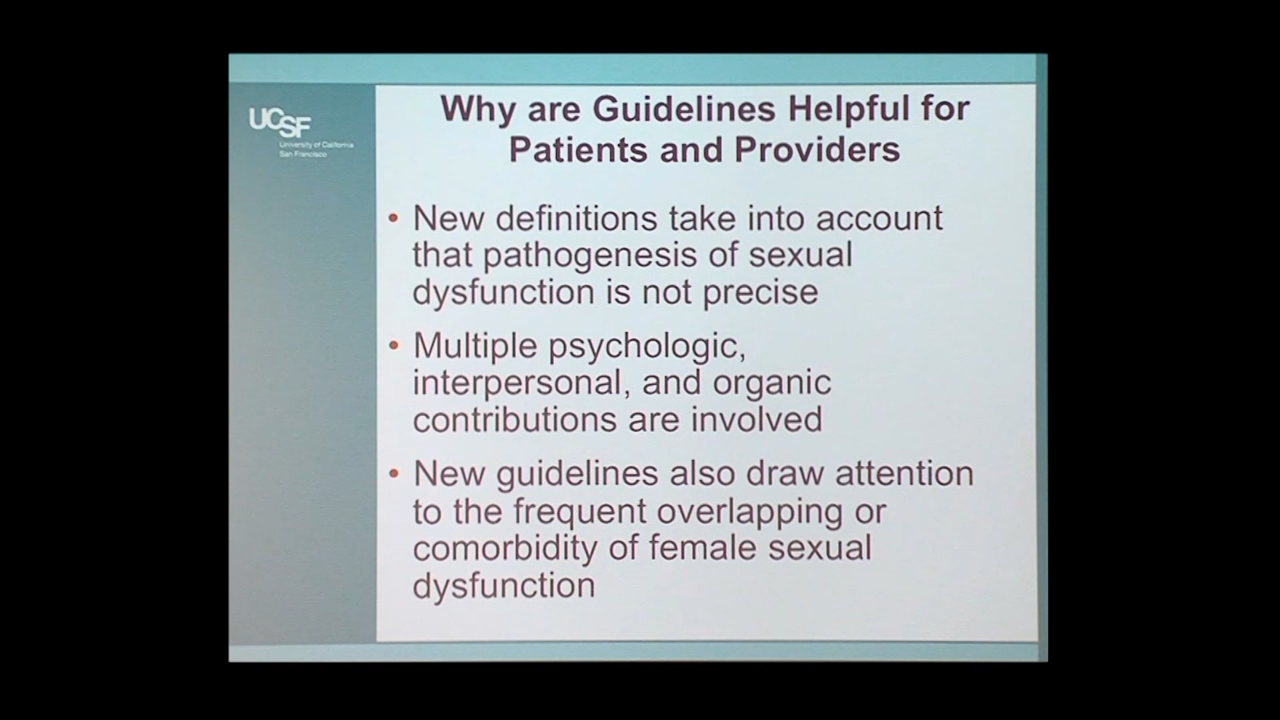 UCSF
University of California
San Francisco
Why are Guidelines Helpful for
Patients and Providers
• New definitions take into account
that pathogenesis of sexual
dysfunction is not precise
• Multiple psychologic,
interpersonal, and organic
contributions are involved
• New guidelines also draw attention
to the frequent overlapping or
comorbidity of female sexual
dysfunction